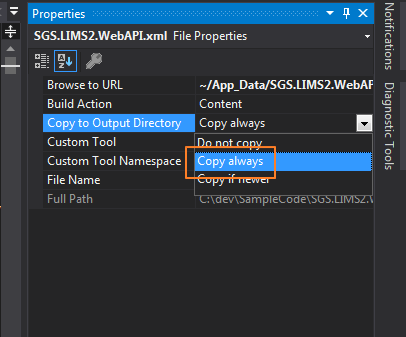 Properties
SGS.LIMS2.WebAPI.xml File Properties
Browse to URL ~/App_Data/SGS.LIMS2.WebAPI
Build Action Content
Copy to Output Directory Copy always
Custom Tool Do not copy
Custom Tool Namespace Copy always
File Name Copy if newer
Full Path C:\dev\SampleCode\SGS.LIMS2.W
Notifications
Diagnostic Tools